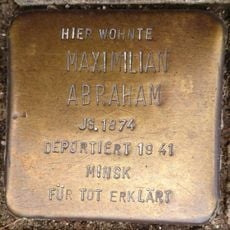 HIER WOHNTE
MAXIMILIAN
ABRAHAM
JG. 1874
DEPORTIERT 1941
MINSK
FÜR TOT ERKLÄRT